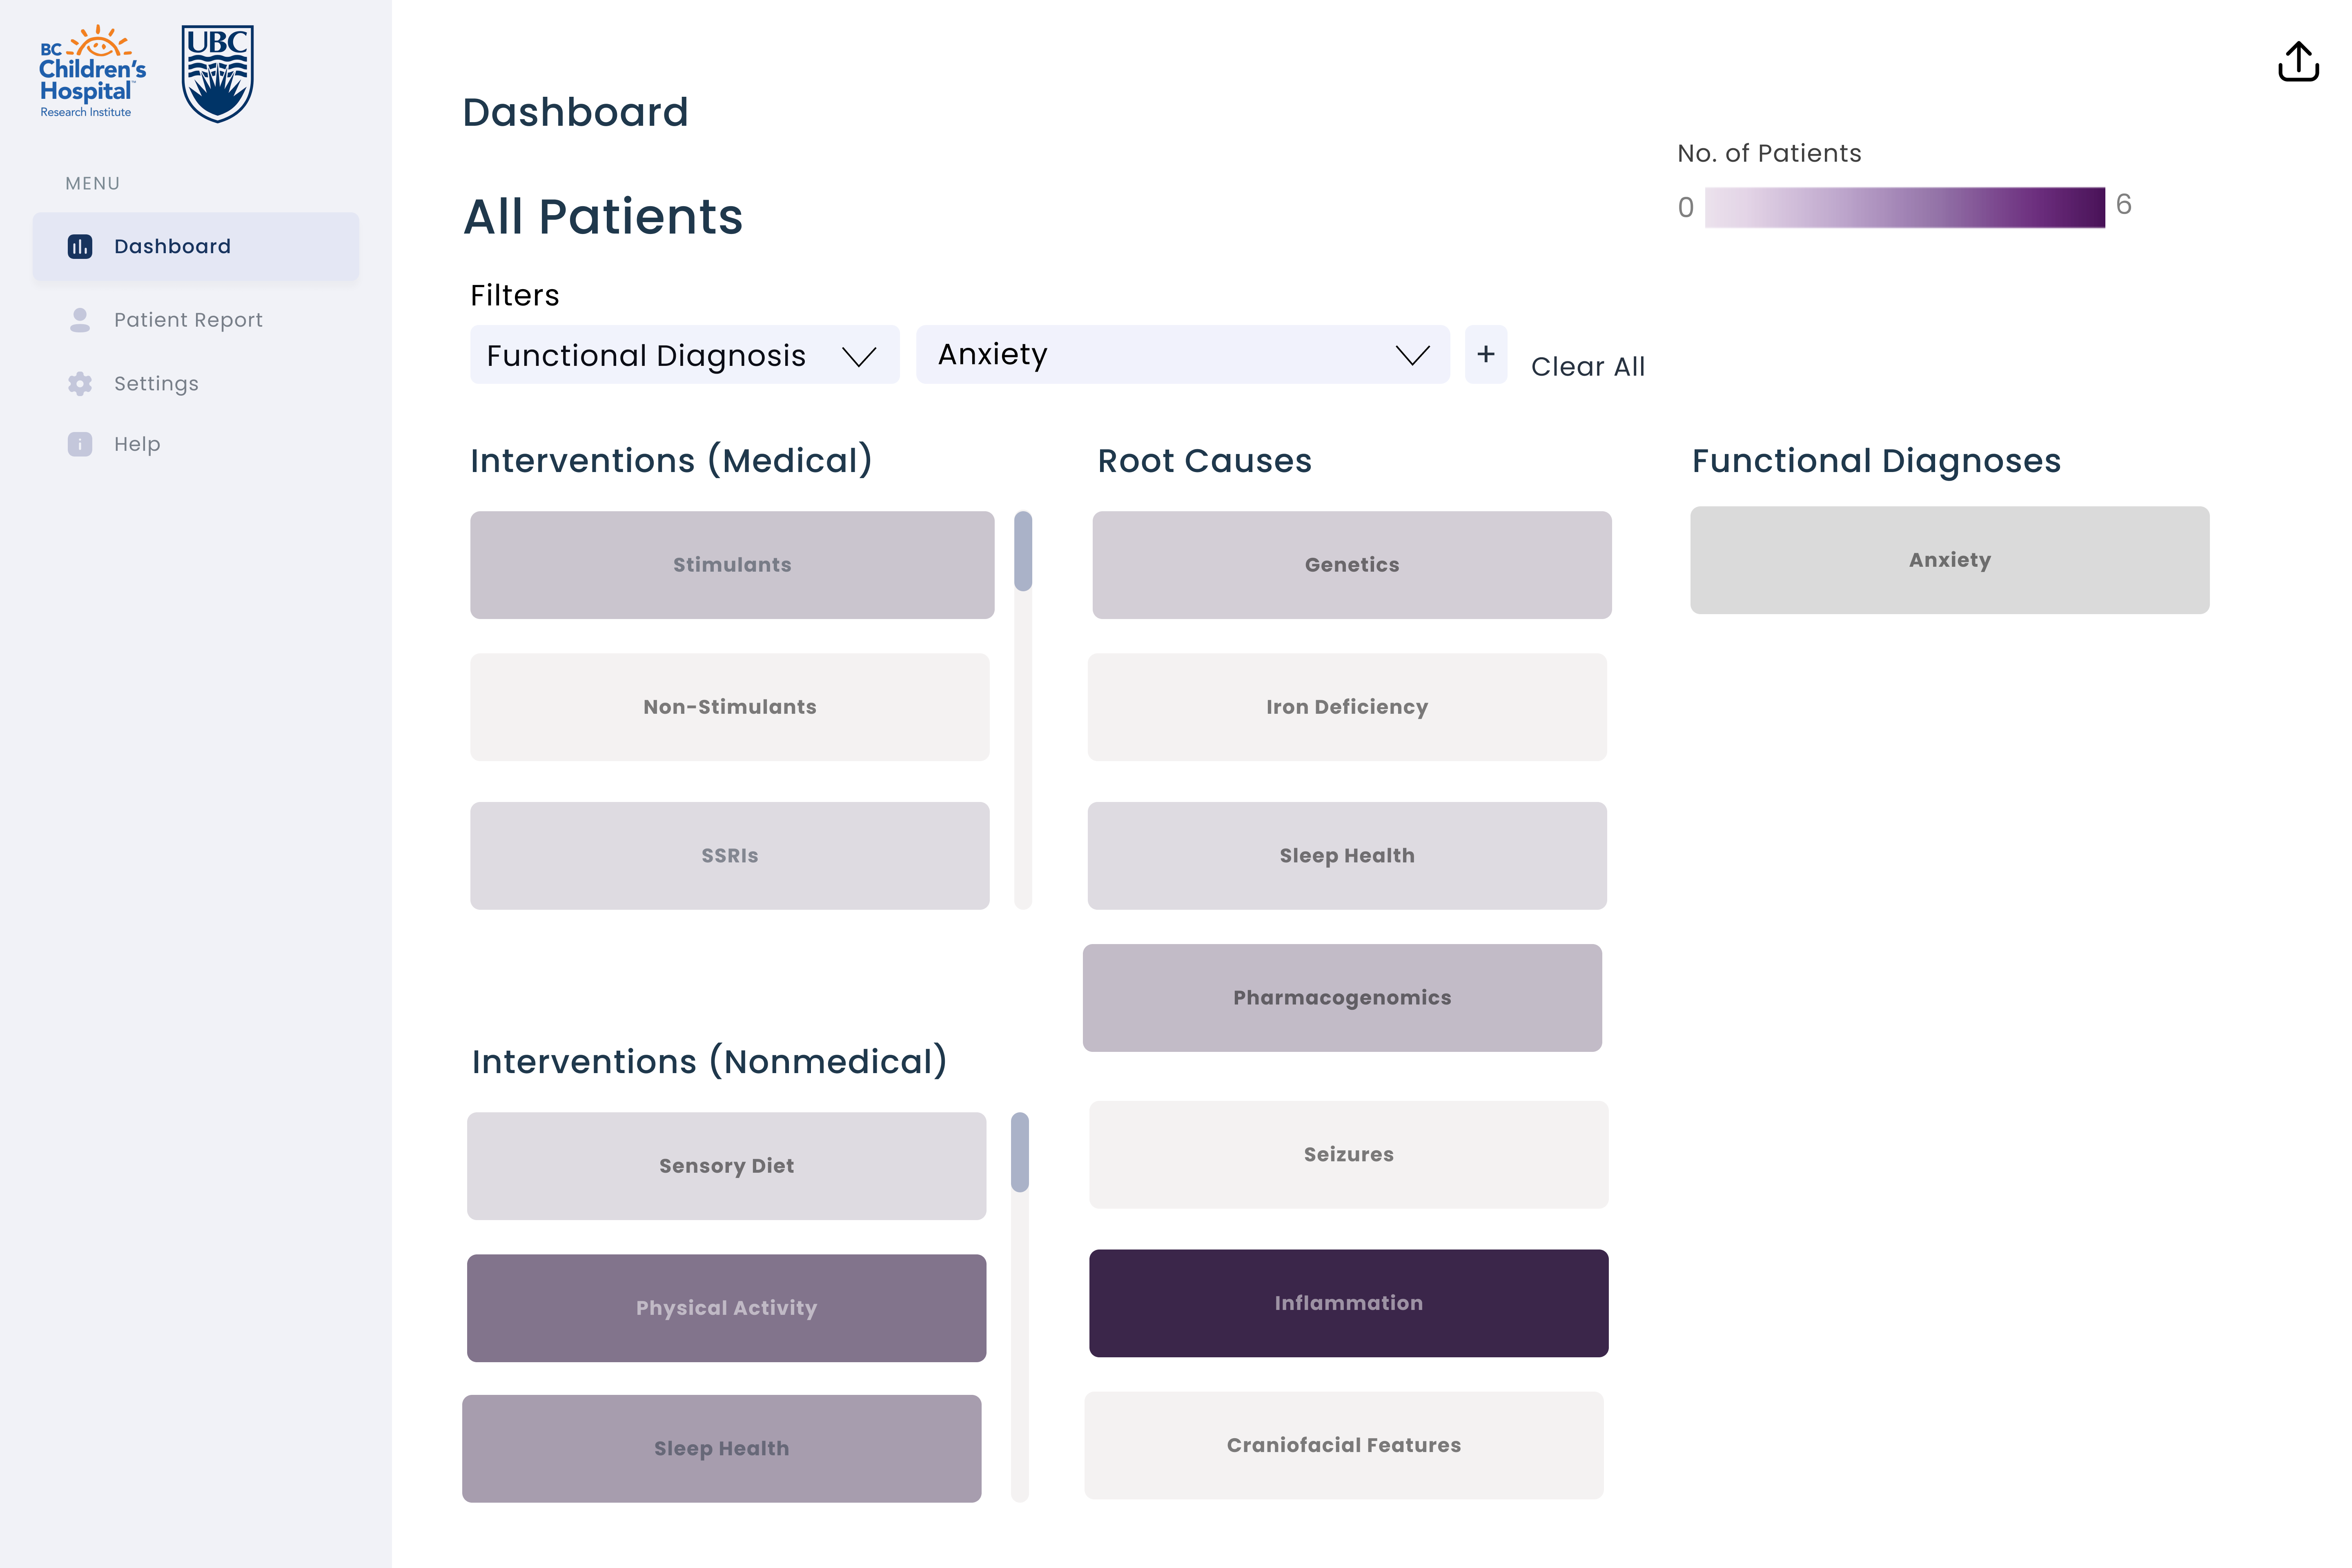 BC
Children's
Hospital™
Research Institute
UBC
MENU
Dashboard
Patient Report
Settings
Help
Dashboard
All Patients
No. of Patients
0
6
Filters
Functional Diagnosis
Anxiety
+
Clear All
Interventions (Medical)
Stimulants
Non-Stimulants
SSRIs
Interventions (Nonmedical)
Sensory Diet
Physical Activity
Sleep Health
Root Causes
Genetics
Iron Deficiency
Sleep Health
Pharmacogenomics
Seizures
Inflammation
Craniofacial Features
Functional Diagnoses
Anxiety